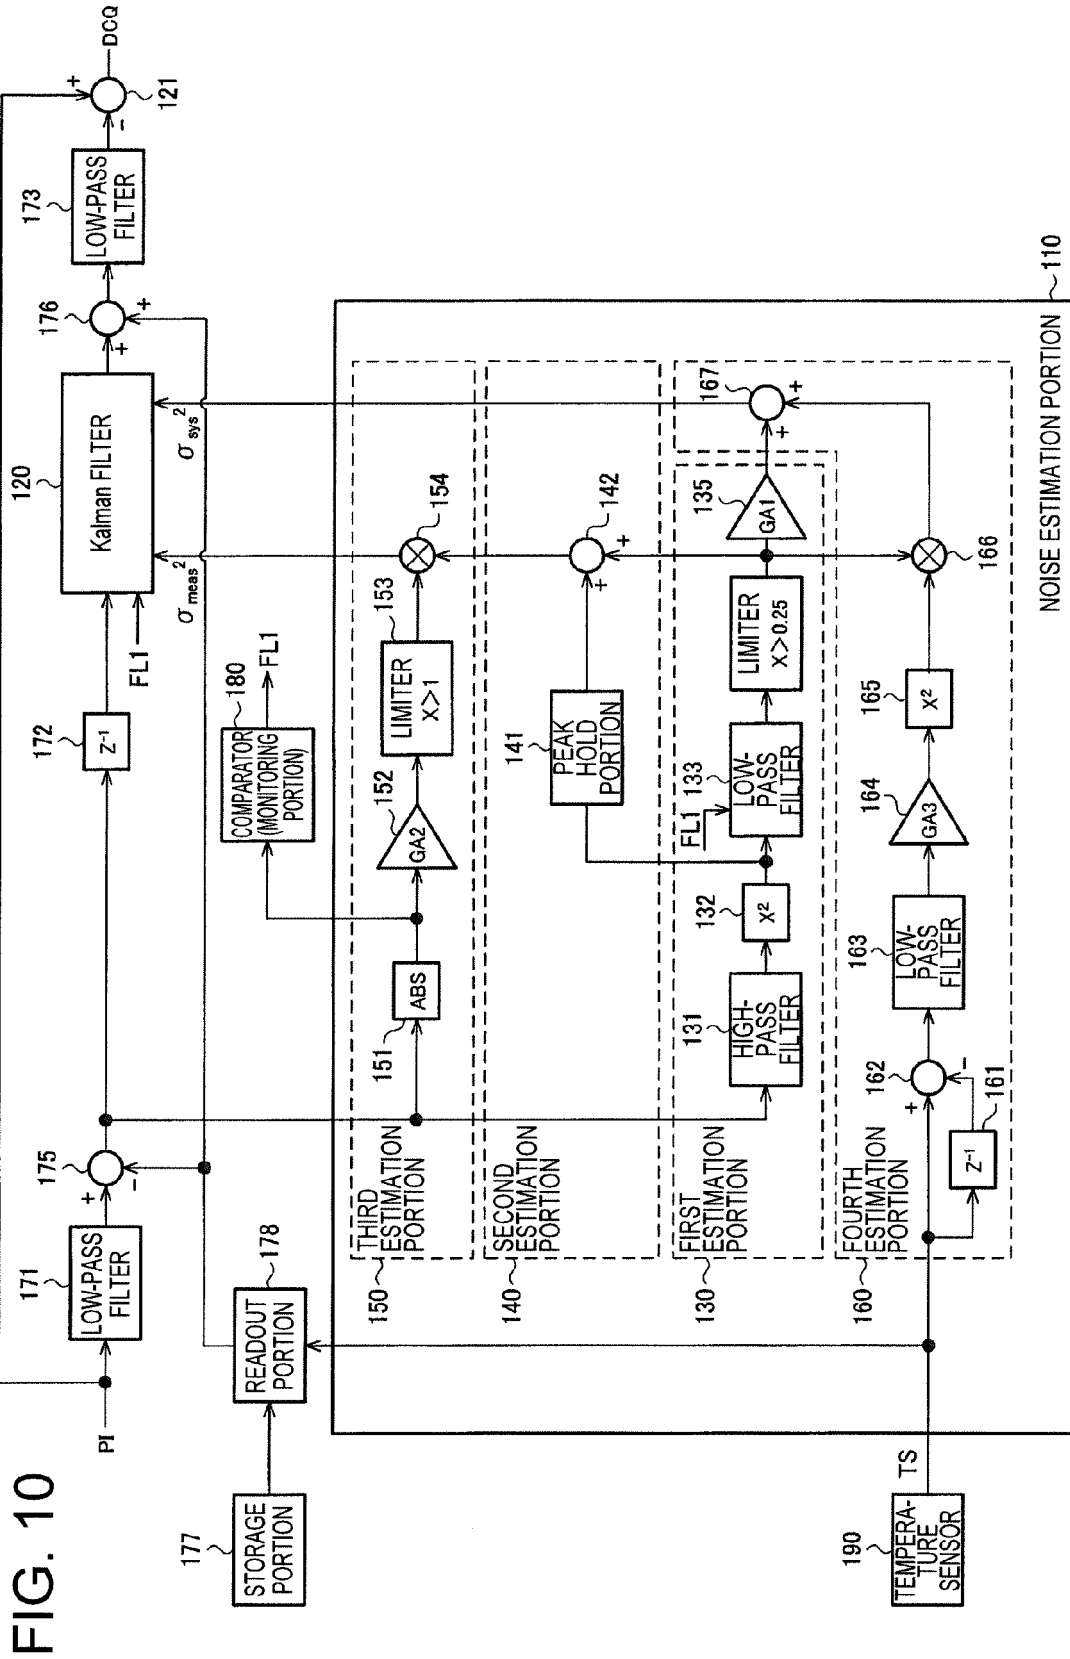 FIG. 10
PI
171
LOW-PASS
FILTER
175
+
-
172
Z⁻¹
FL1
120
Kalman FILTER
176
+
+
173
LOW-PASS
FILTER
121
+
-
DCQ
σmeas²
σsys²
177
STORAGE
PORTION
178
READOUT
PORTION
180
COMPARATOR
(MONITORING
PORTION)
FL1
150
THIRD
ESTIMATION
PORTION
151
ABS
152
GA2
153
LIMITER
X>1
154
140
SECOND
ESTIMATION
PORTION
141
PEAK
HOLD
PORTION
142
+
+
130
FIRST
ESTIMATION
PORTION
131
HIGH-
PASS
FILTER
132
X²
FL1
133
LOW-
PASS
FILTER
LIMITER
X>0.25
135
GA1
167
+
+
160
FOURTH
ESTIMATION
PORTION
161
Z⁻¹
162
+
-
163
LOW-
PASS
FILTER
164
GA3
165
X²
166
190
TEMPERA-
TURE
SENSOR
TS
NOISE ESTIMATION PORTION
110